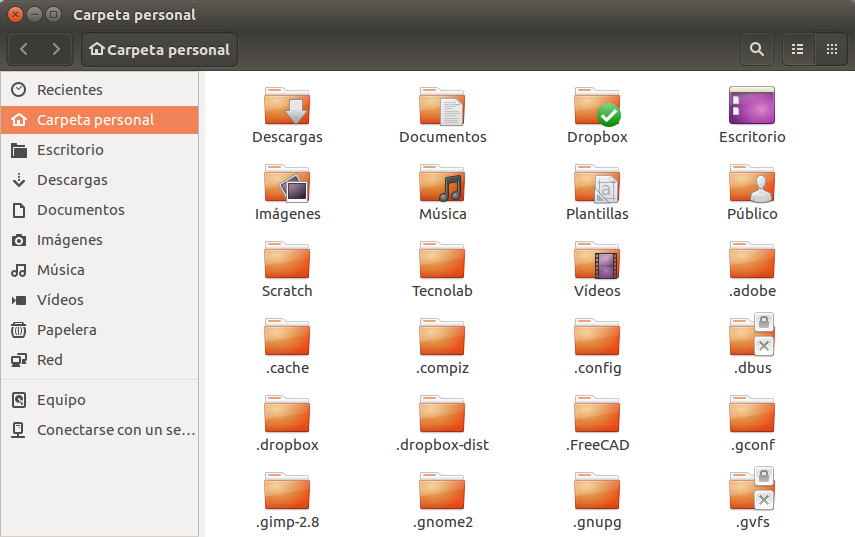 Carpeta personal
Carpeta personal
Recientes
Carpeta personal
Escritorio
Descargas
Documentos
Imágenes
Música
Vídeos
Papelera
Red
Equipo
Conectarse con un se...
Descargas
Documentos
Dropbox
Escritorio
Imágenes
Música
Plantillas
Público
Scratch
Tecnolab
Vídeos
.adobe
.cache
.compiz
.config
.dbus
.dropbox
.dropbox-dist
.FreeCAD
.gconf
.gimp-2.8
.gnome2
.gnupg
.gvfs